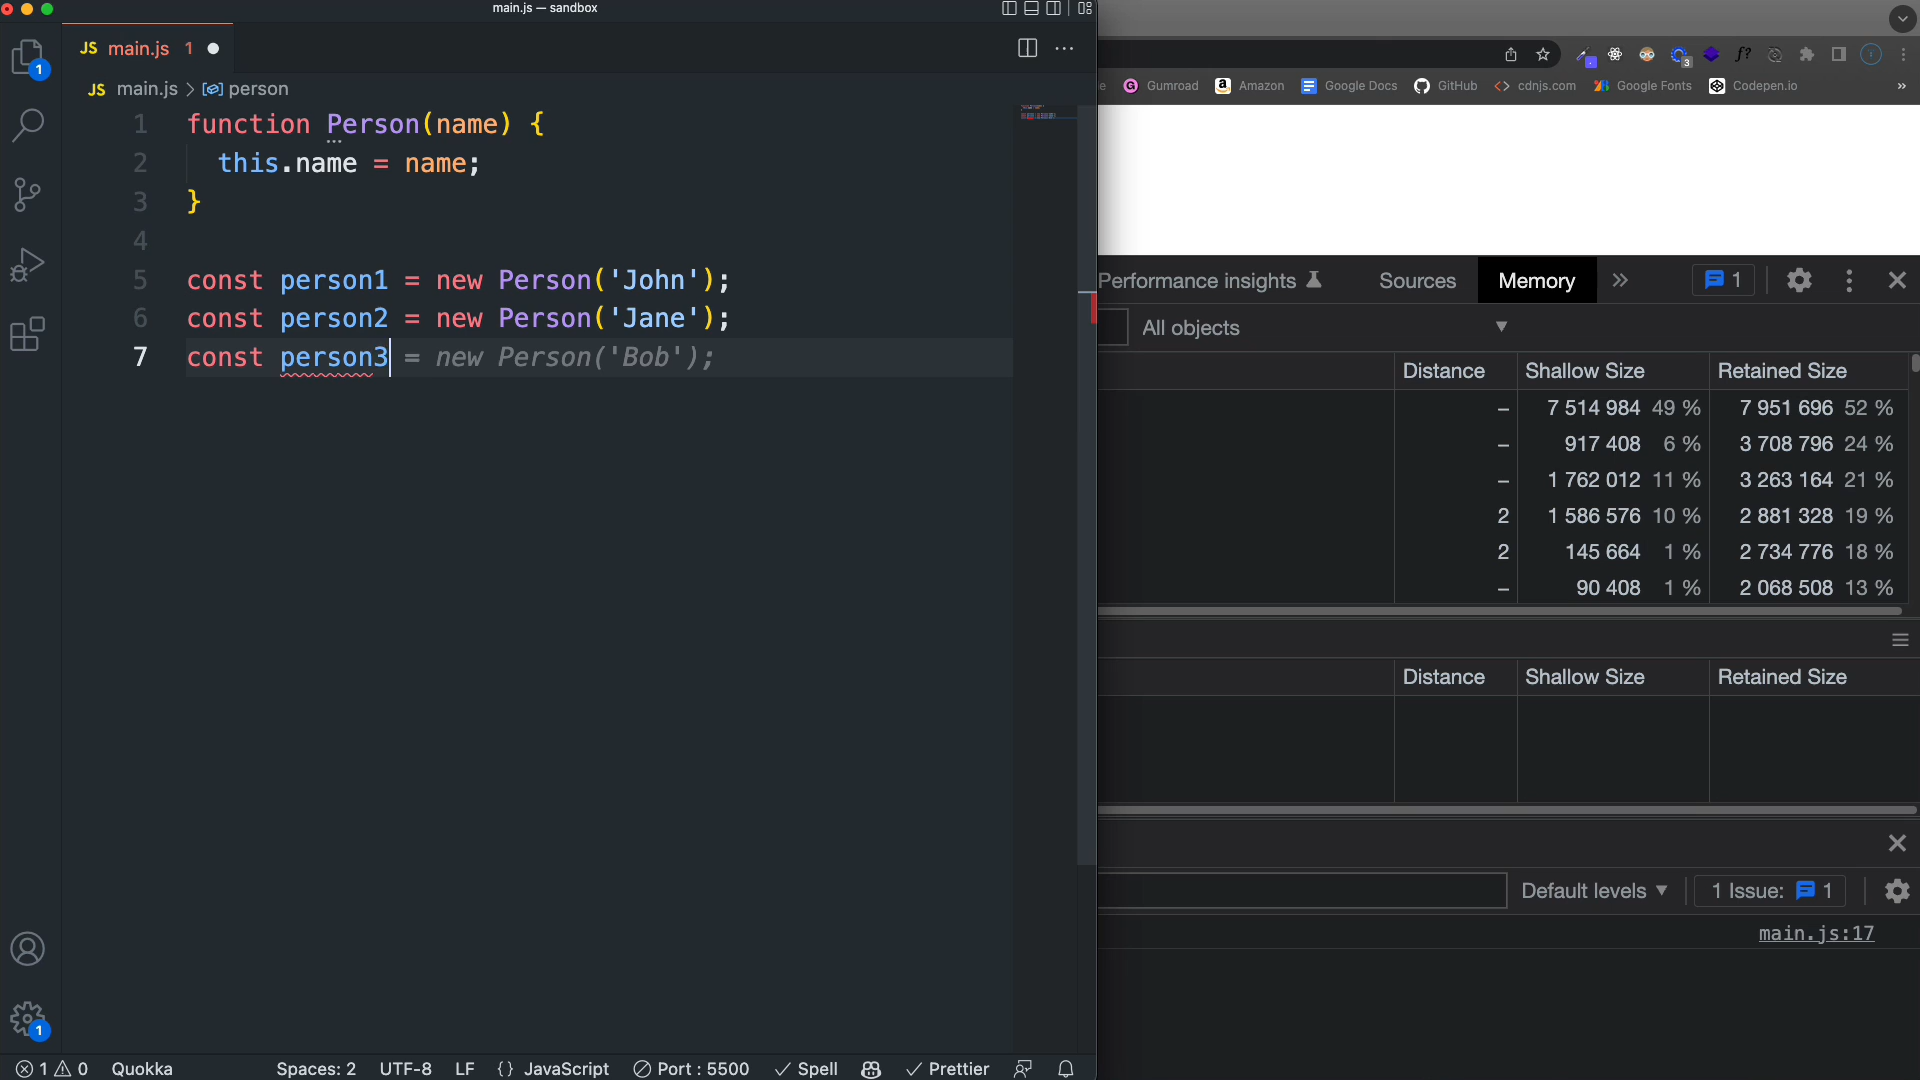 main.js — sandbox
JS main.js 1
JS main.js > person
1 function Person(name) {
2 this.name = name;
3 }
4
5 const person1 = new Person('John');
6 const person2 = new Person('Jane');
7 const person3 = new Person('Bob');
1
1
1 0 Quokka Spaces: 2 UTF-8 LF {} JavaScript Port : 5500 Spell Prettier
3
f?
e Gumroad Amazon Google Docs GitHub cdnjs.com Google Fonts Codepen.io »
Performance insights Sources Memory » 1
All objects
Distance Shallow Size Retained Size
– 7 514 984 49 % 7 951 696 52 %
– 917 408 6 % 3 708 796 24 %
– 1 762 012 11 % 3 263 164 21 %
2 1 586 576 10 % 2 881 328 19 %
2 145 664 1 % 2 734 776 18 %
– 90 408 1 % 2 068 508 13 %
Distance Shallow Size Retained Size
Default levels 1 Issue: 1
main.js:17